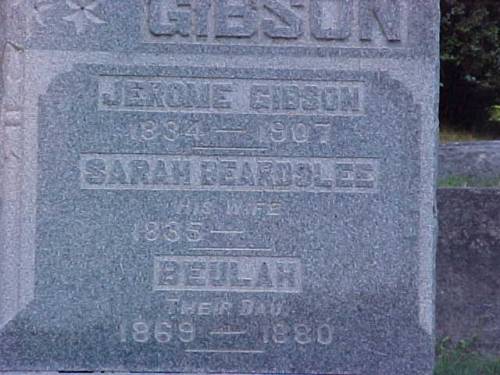 GIBSON
JEROME GIBSON
1834 — 1907
SARAH BEARDSLEE
HIS WIFE
1835 —
BEULAH
THEIR DAU.
1869 — 1880